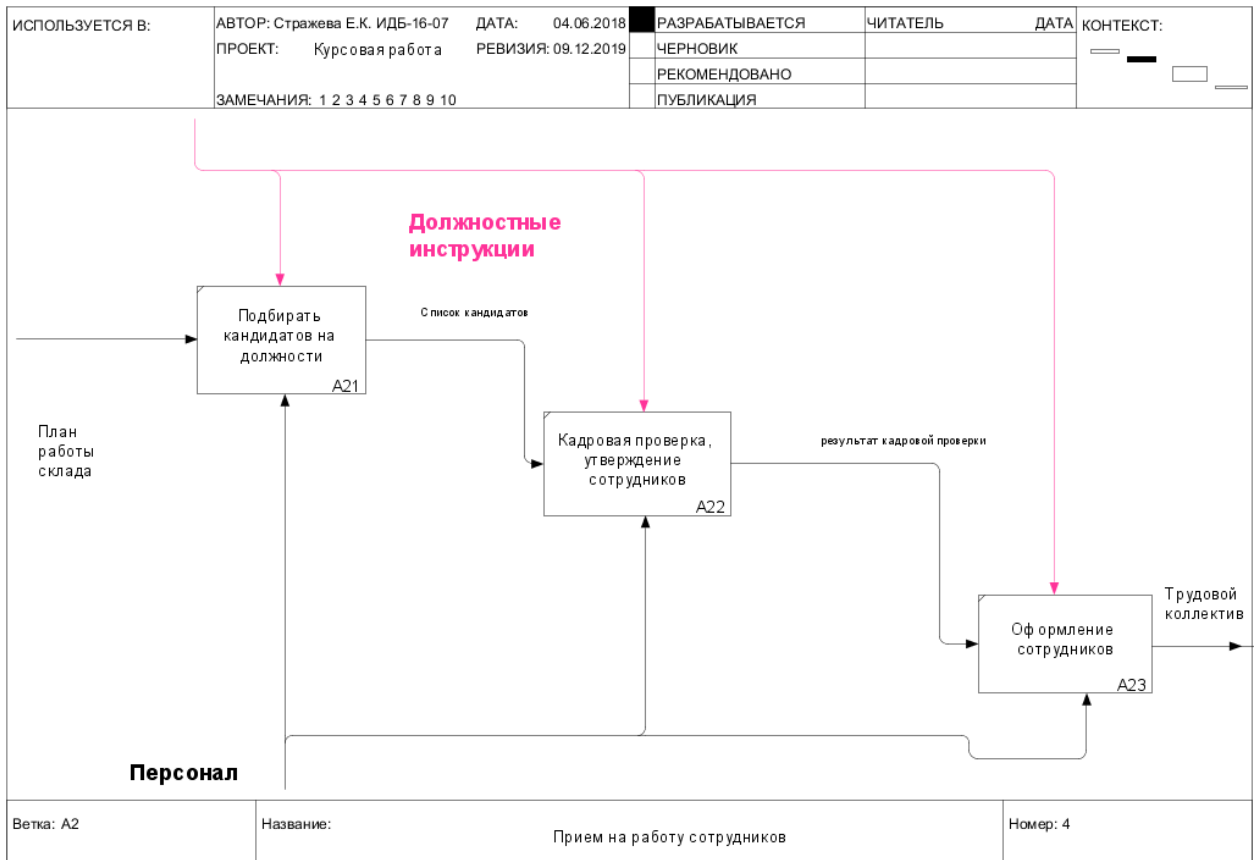 ИСПОЛЬЗУЕТСЯ В:
АВТОР: Стражева Е.К. ИДБ-16-07
ДАТА: 04.06.2018
РАЗРАБАТЫВАЕТСЯ
ЧИТАТЕЛЬ
ДАТА
КОНТЕКСТ:
ПРОЕКТ: Курсовая работа
РЕВИЗИЯ: 09.12.2019
ЧЕРНОВИК
РЕКОМЕНДОВАНО
ЗАМЕЧАНИЯ: 1 2 3 4 5 6 7 8 9 10
ПУБЛИКАЦИЯ
Должностные
инструкции
Подбирать
кандидатов на
должности
A21
Список кандидатов
План
работы
склада
Кадровая проверка,
утверждение
сотрудников
A22
результат кадровой проверки
Оформление
сотрудников
A23
Трудовой
коллектив
Персонал
Ветка: A2
Название:
Прием на работу сотрудников
Номер: 4